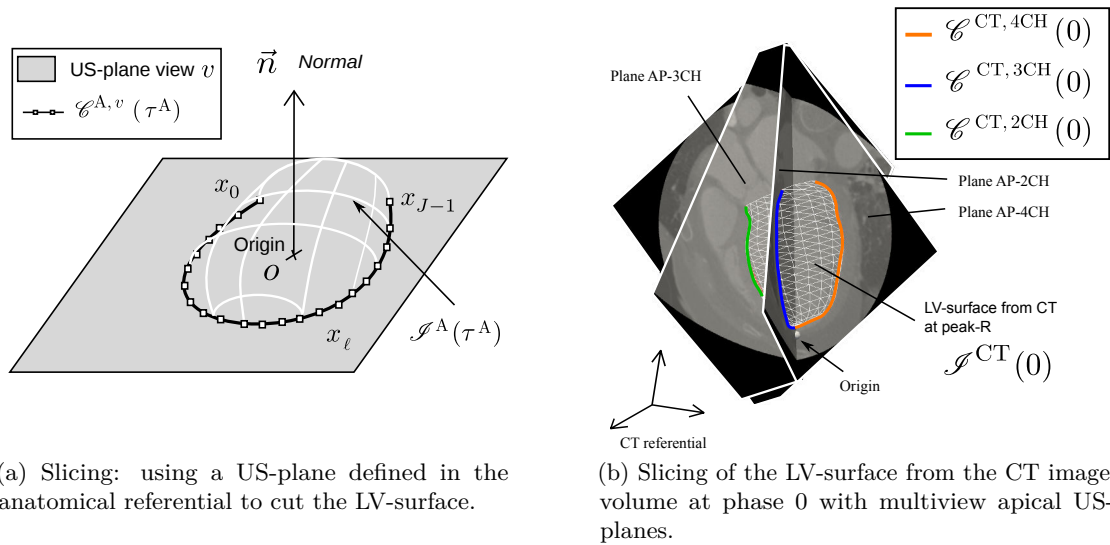 US-plane view v
𝒞^{A, v} (τ^A)
n⃗ Normal
x_0
x_{J−1}
Origin
o
x_ℓ
𝒮^A(τ^A)
(a) Slicing: using a US-plane defined in the
anatomical referential to cut the LV-surface.
𝒞^{CT, 4CH}(0)
𝒞^{CT, 3CH}(0)
𝒞^{CT, 2CH}(0)
Plane AP-3CH
Plane AP-2CH
Plane AP-4CH
LV-surface from CT
at peak-R
𝒮^{CT}(0)
Origin
CT referential
(b) Slicing of the LV-surface from the CT image
volume at phase 0 with multiview apical US-
planes.